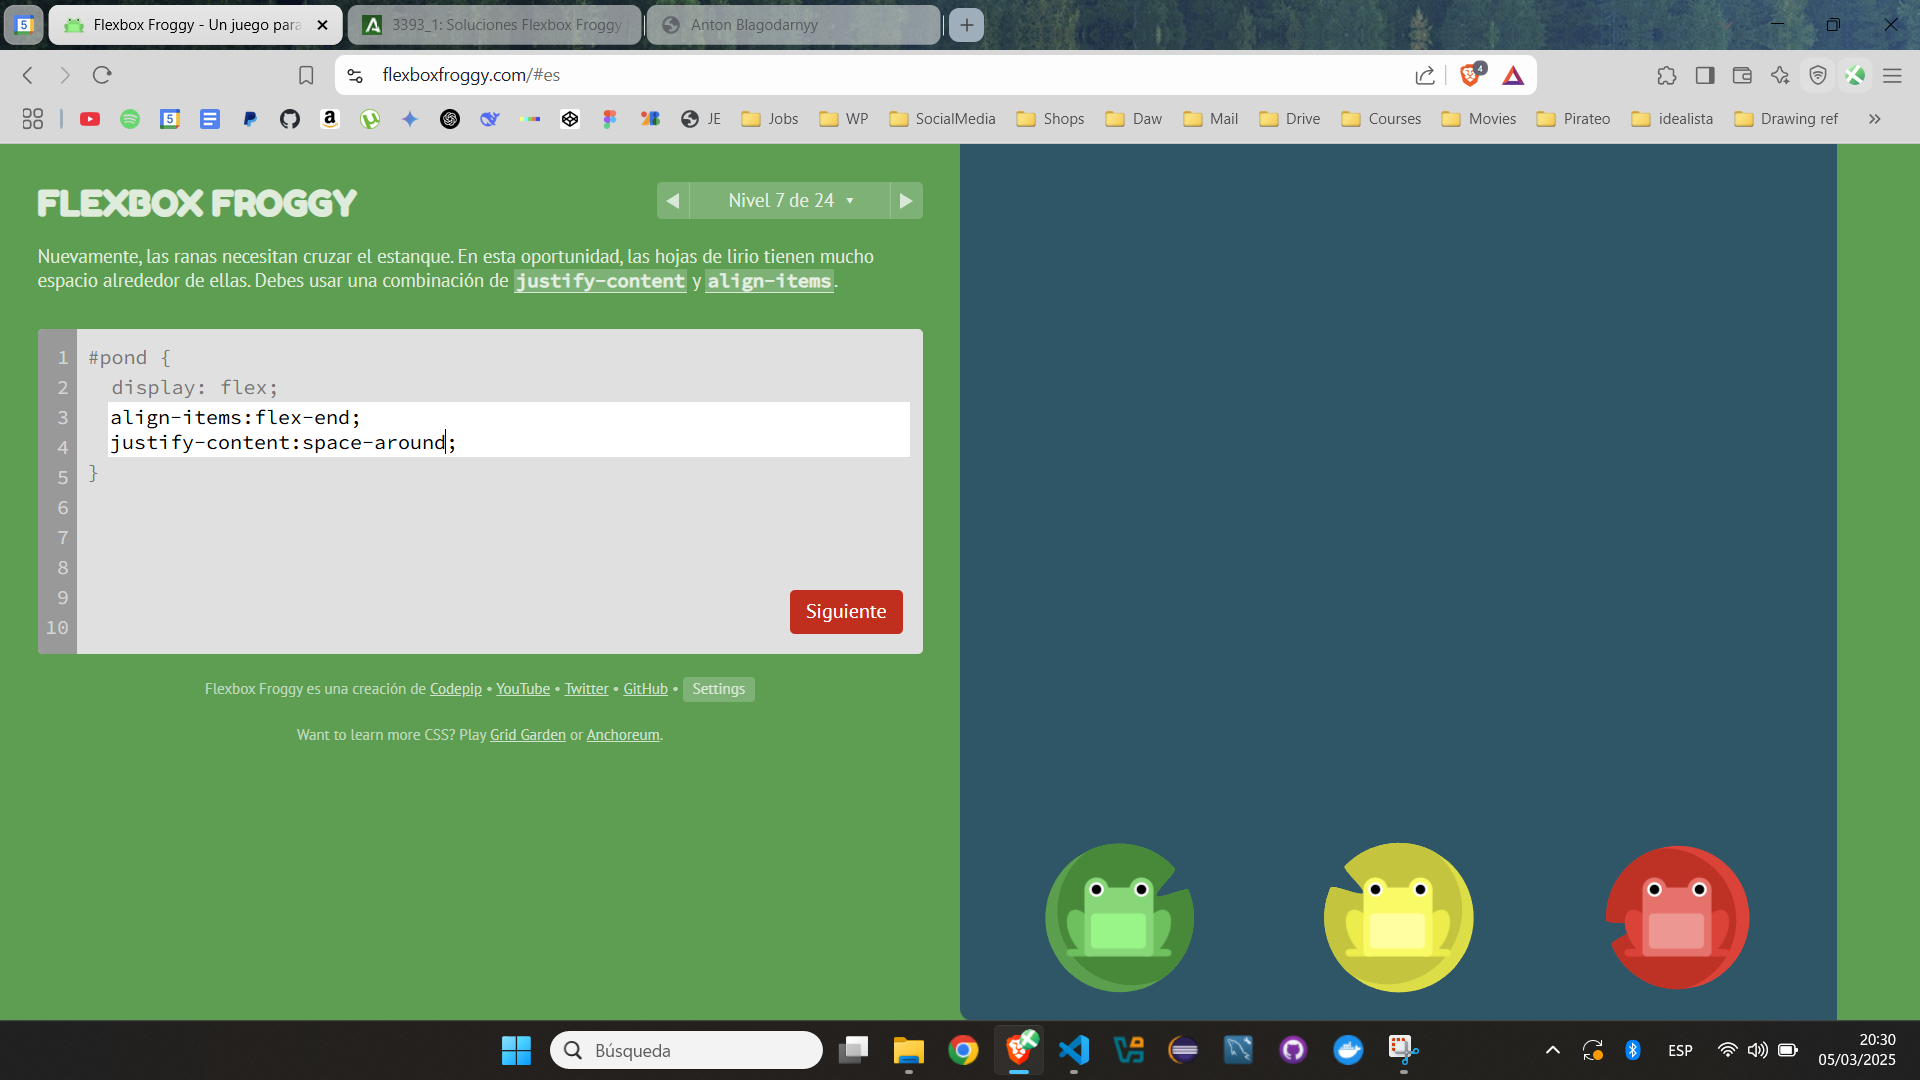 5
Flexbox Froggy - Un juego para
3393_1: Soluciones Flexbox Froggy
Anton Blagodarnyy
flexboxfroggy.com/#es
4
5
JE
Jobs
WP
SocialMedia
Shops
Daw
Mail
Drive
Courses
Movies
Pirateo
idealista
Drawing ref
FLEXBOX FROGGY
Nivel 7 de 24
Nuevamente, las ranas necesitan cruzar el estanque. En esta oportunidad, las hojas de lirio tienen mucho
espacio alrededor de ellas. Debes usar una combinación de justify-content y align-items.
1 #pond {
2 display: flex;
3 align-items:flex-end;
4 justify-content:space-around;
5 }
6
7
8
9
10
Siguiente
Flexbox Froggy es una creación de Codepip • YouTube • Twitter • GitHub • Settings
Want to learn more CSS? Play Grid Garden or Anchoreum.
Búsqueda
ESP
20:30
05/03/2025